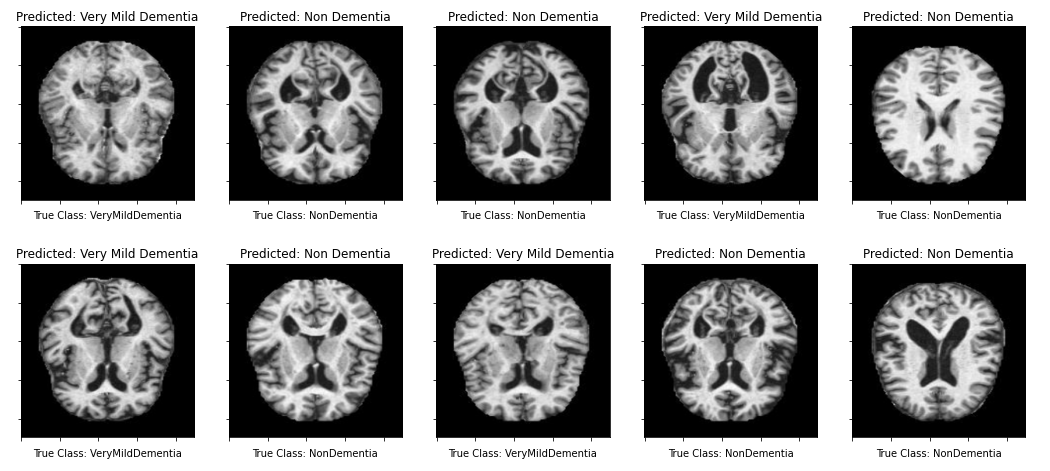 Predicted: Very Mild Dementia
Predicted: Non Dementia
Predicted: Non Dementia
Predicted: Very Mild Dementia
Predicted: Non Dementia
True Class: VeryMildDementia
True Class: NonDementia
True Class: NonDementia
True Class: VeryMildDementia
True Class: NonDementia
Predicted: Very Mild Dementia
Predicted: Non Dementia
Predicted: Very Mild Dementia
Predicted: Non Dementia
Predicted: Non Dementia
True Class: VeryMildDementia
True Class: NonDementia
True Class: VeryMildDementia
True Class: NonDementia
True Class: NonDementia